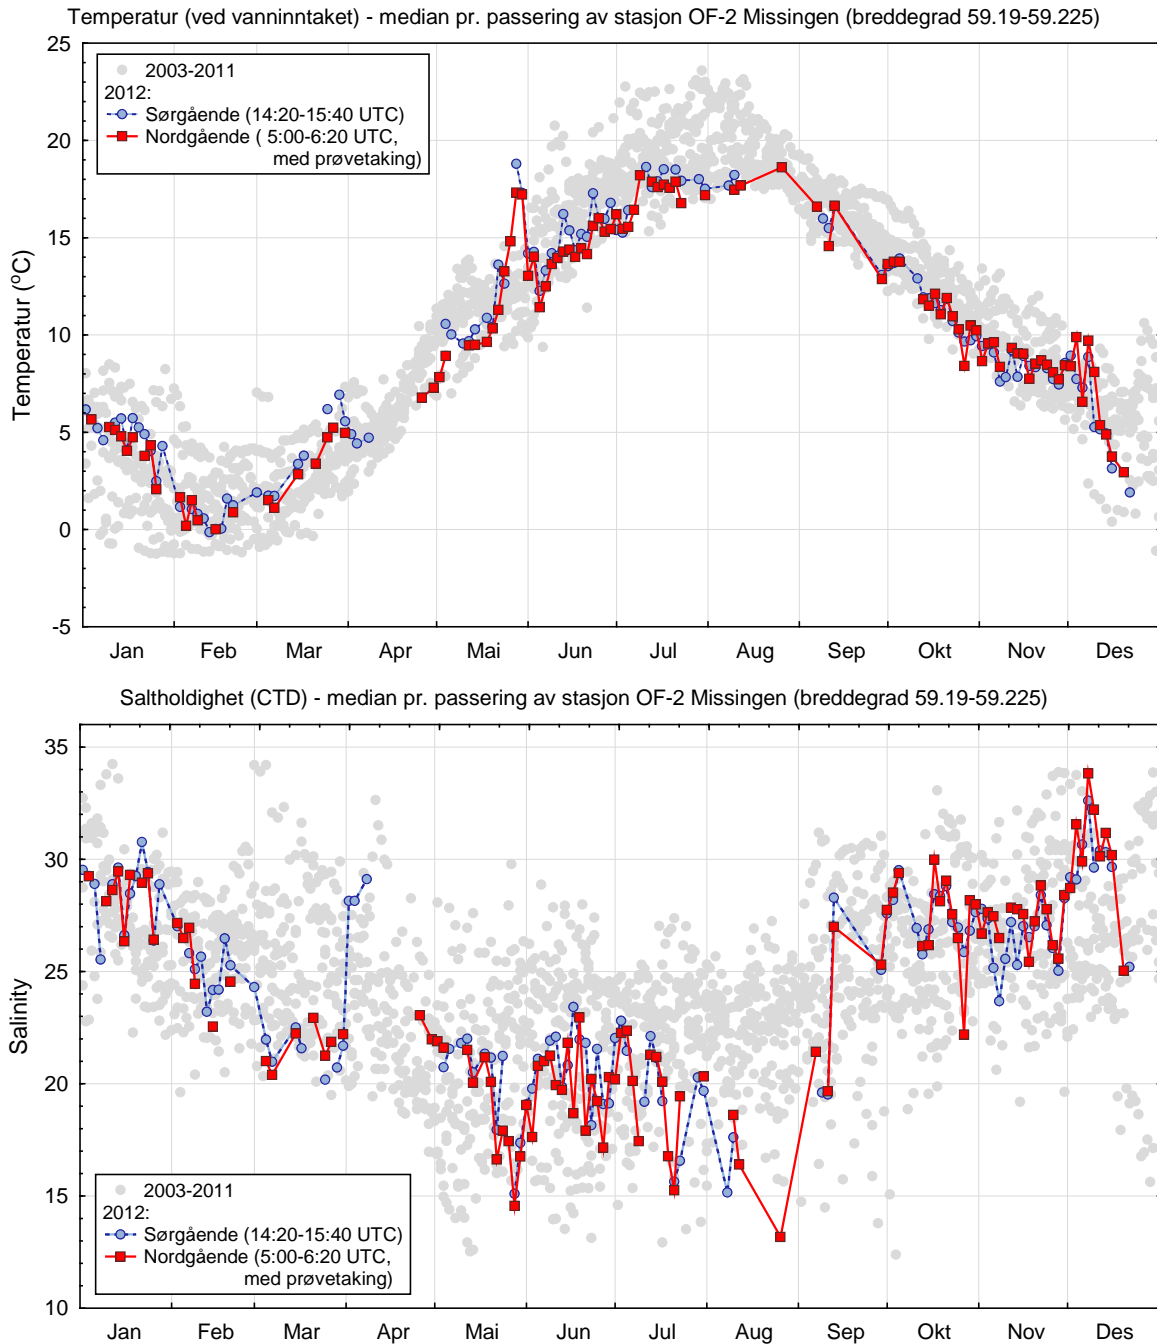 Temperatur (ved vanninntaket) - median pr. passering av stasjon OF-2 Missingen (breddegrad 59.19-59.225)
25
20
15
10
5
0
-5
Temperatur (°C)
2003-2011
2012:
Sørgående (14:20-15:40 UTC)
Nordgående ( 5:00-6:20 UTC,
med prøvetaking)
Jan Feb Mar Apr Mai Jun Jul Aug Sep Okt Nov Des
Saltholdighet (CTD) - median pr. passering av stasjon OF-2 Missingen (breddegrad 59.19-59.225)
35
30
25
20
15
10
Salinity
2003-2011
2012:
Sørgående (14:20-15:40 UTC)
Nordgående (5:00-6:20 UTC,
med prøvetaking)
Jan Feb Mar Apr Mai Jun Jul Aug Sep Okt Nov Des